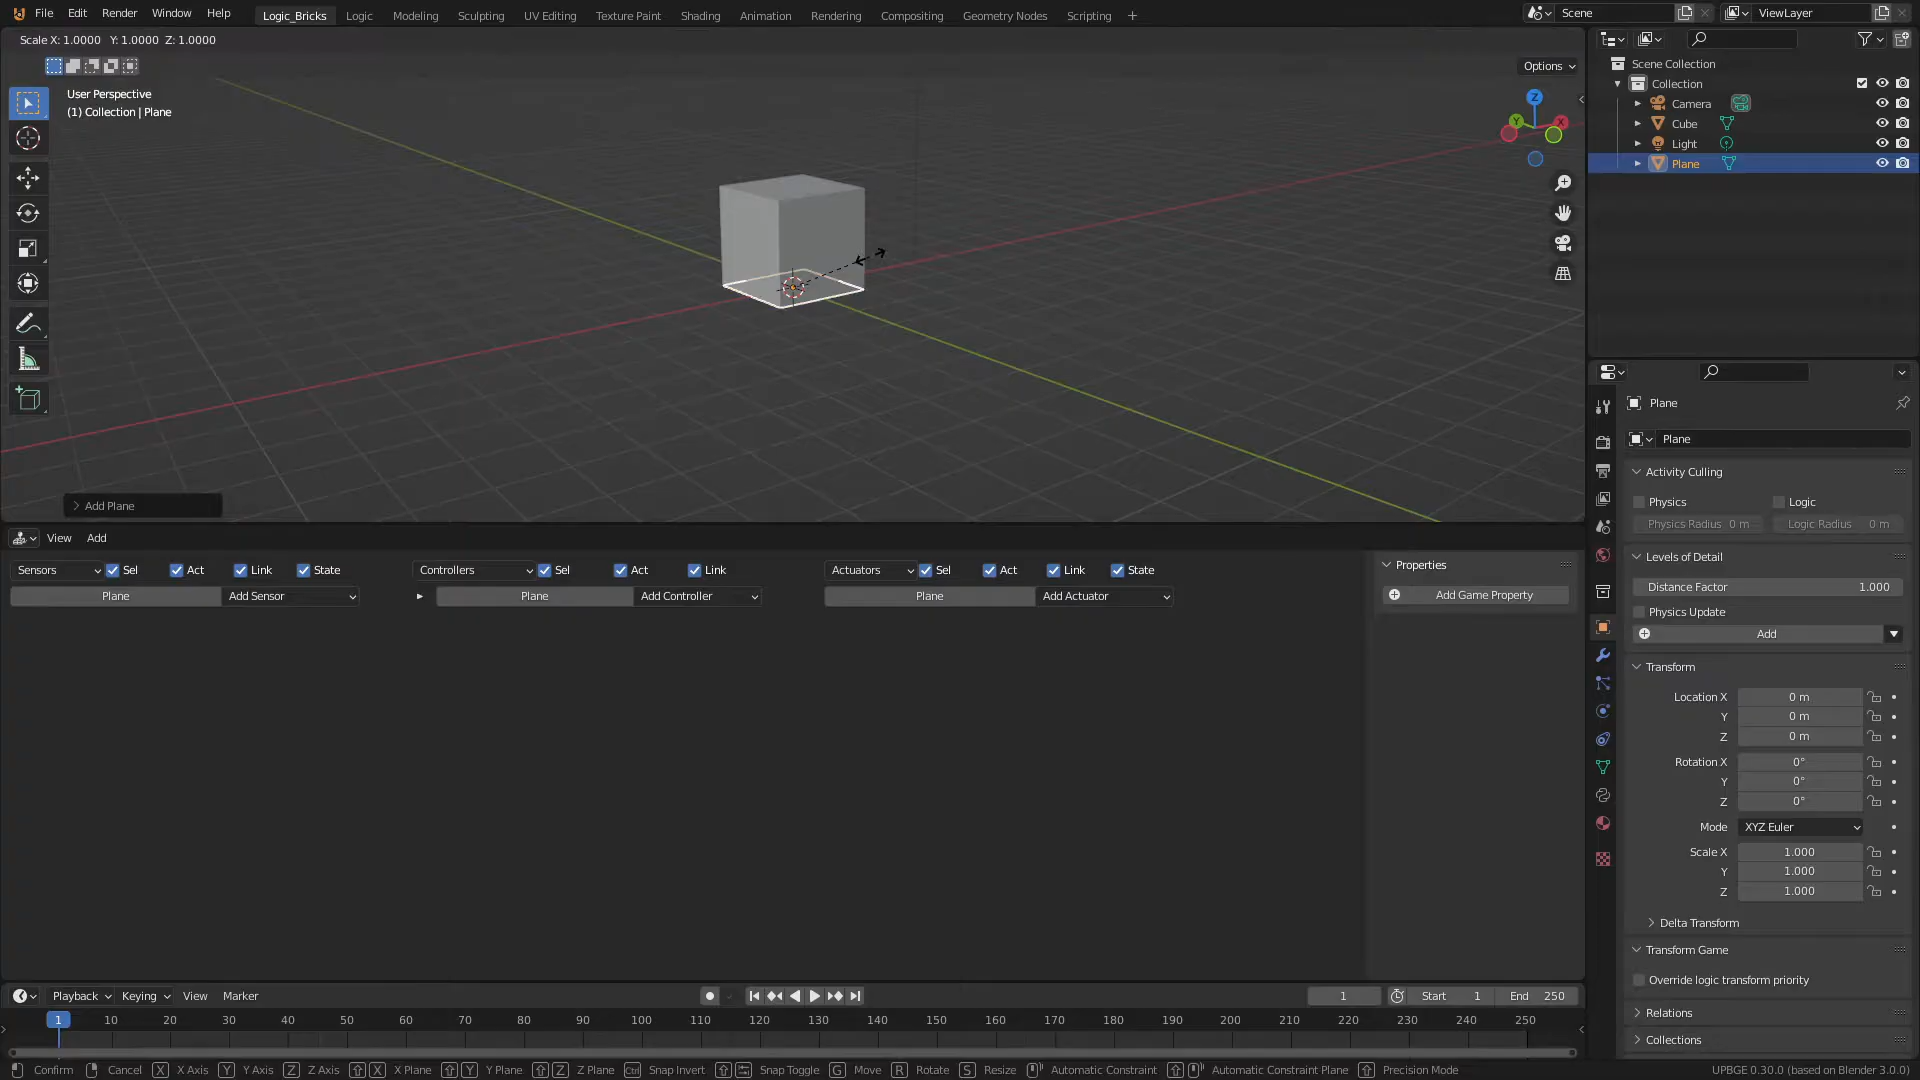 File Edit Render Window Help Logic_Bricks Logic Modeling Sculpting UV Editing Texture Paint Shading Animation Rendering Compositing Geometry Nodes Scripting Scene ViewLayer
Scale X: 1.0000 Y: 1.0000 Z: 1.0000
Options
User Perspective
(1) Collection | Plane
Z
Y
X
Add Plane
Scene Collection
Collection
Camera
Cube
Light
Plane
Plane
Plane
Activity Culling
Physics Logic
Physics Radius 0 m Logic Radius 0 m
Levels of Detail
Distance Factor 1.000
Physics Update
Add
Transform
Location X 0 m
Y 0 m
Z 0 m
Rotation X 0°
Y 0°
Z 0°
Mode XYZ Euler
Scale X 1.000
Y 1.000
Z 1.000
Delta Transform
Transform Game
Override logic transform priority
Relations
Collections
View Add
Sensors Sel Act Link State Controllers Sel Act Link Actuators Sel Act Link State
Plane Add Sensor Plane Add Controller Plane Add Actuator
Properties
Add Game Property
Playback Keying View Marker 1 Start 1 End 250
1 10 20 30 40 50 60 70 80 90 100 110 120 130 140 150 160 170 180 190 200 210 220 230 240 250
Confirm Cancel X X Axis Y Y Axis Z Z Axis X X Plane Y Y Plane Z Z Plane Ctrl Snap Invert Snap Toggle G Move R Rotate S Resize Automatic Constraint Automatic Constraint Plane Precision Mode UPBGE 0.30.0 (based on Blender 3.0.0)